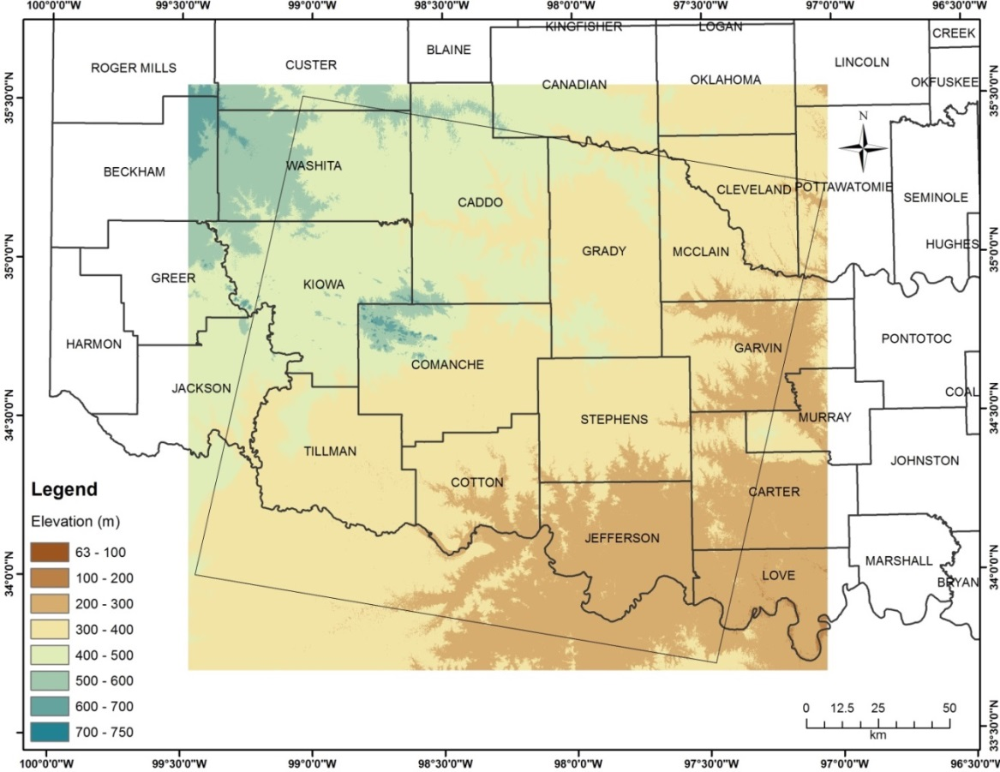 100°0'0"W 99°30'0"W 99°0'0"W 98°30'0"W 98°0'0"W 97°30'0"W 97°0'0"W 96°30'0"W
KINGFISHER LOGAN
CREEK
BLAINE
ROGER MILLS CUSTER LINCOLN
CANADIAN OKLAHOMA OKFUSKEE
35°30'0"N 35°30'0"N
N
BECKHAM WASHITA
CLEVELAND POTTAWATOMIE
CADDO SEMINOLE
HUGHES
35°0'0"N 35°0'0"N
GRADY MCCLAIN
GREER KIOWA
HARMON PONTOTOC
GARVIN
COMANCHE
JACKSON COAL
34°30'0"N 34°30'0"N
STEPHENS MURRAY
TILLMAN JOHNSTON
COTTON CARTER
JEFFERSON
MARSHALL
34°0'0"N 34°0'0"N
LOVE BRYAN
Legend
Elevation (m)
63 - 100
100 - 200
200 - 300
300 - 400
400 - 500
500 - 600
600 - 700
700 - 750
0 12.5 25 50
km
33°30'0"N
100°0'0"W 99°30'0"W 99°0'0"W 98°30'0"W 98°0'0"W 97°30'0"W 97°0'0"W 96°30'0"W